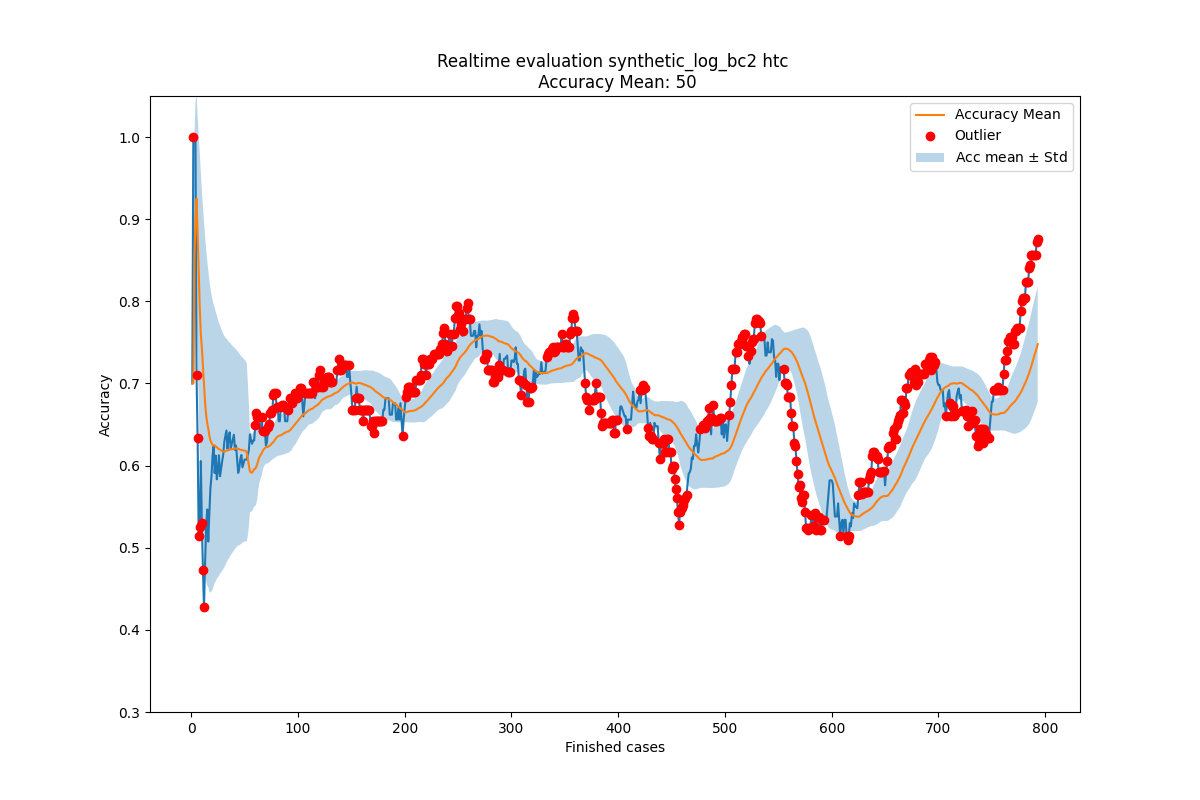 Realtime evaluation synthetic_log_bc2 htc
Accuracy Mean: 50
Accuracy Mean
Outlier
Acc mean ± Std
Accuracy
1.0
0.9
0.8
0.7
0.6
0.5
0.4
0.3
0 100 200 300 400 500 600 700 800
Finished cases